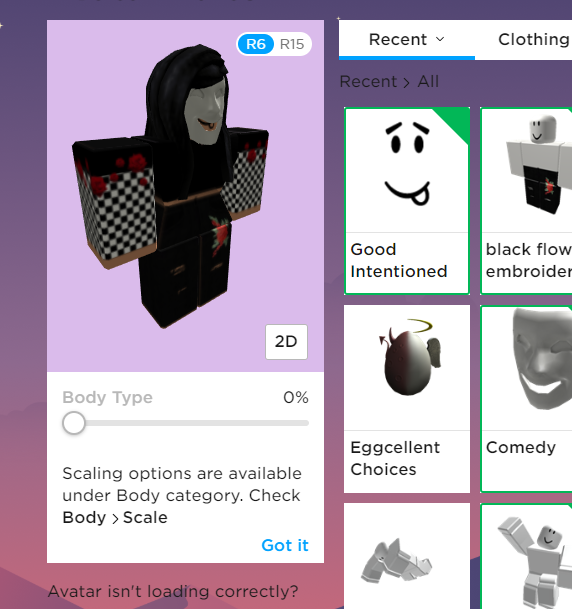 R6 R15
2D
Body Type 0%
Scaling options are available
under Body category. Check
Body > Scale
Got it
Avatar isn't loading correctly?
Recent Clothing
Recent > All
Good
Intentioned
black flow
embroider
Eggcellent
Choices
Comedy